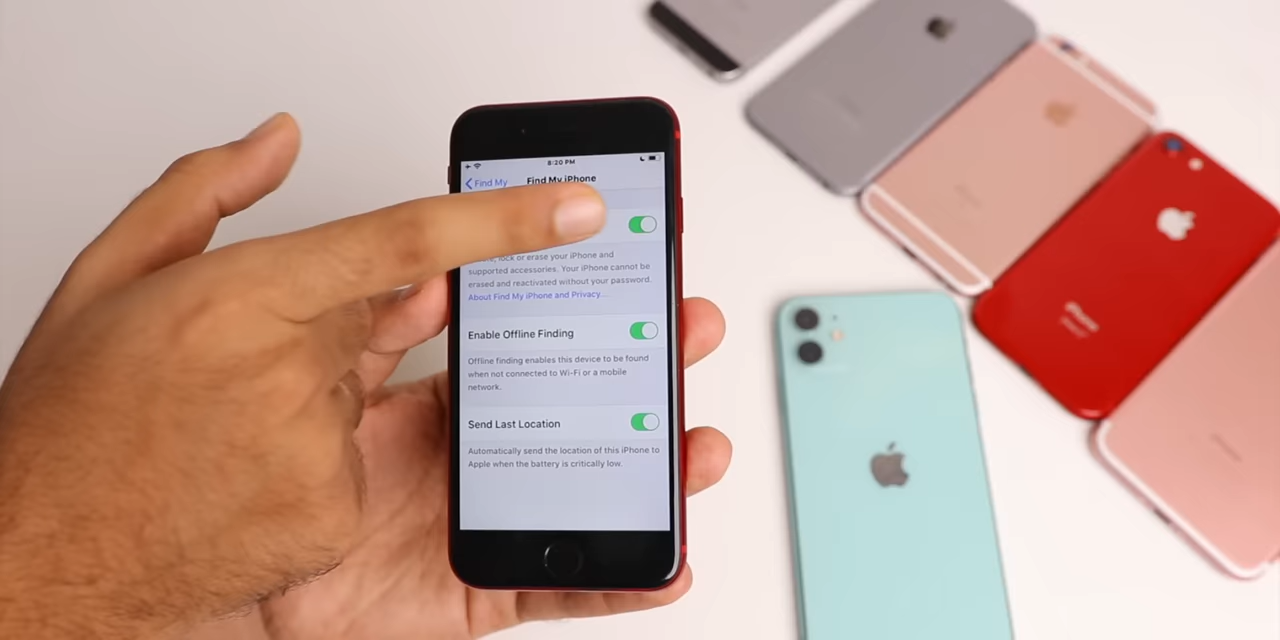 8:20 PM
Find My
Find My iPhone
lock or erase your iPhone and
supported accessories. Your iPhone cannot be
erased and reactivated without your password.
About Find My iPhone and Privacy...
Enable Offline Finding
Offline finding enables this device to be found
when not connected to Wi-Fi or a mobile
network.
Send Last Location
Automatically send the location of this iPhone to
Apple when the battery is critically low.
iPhone